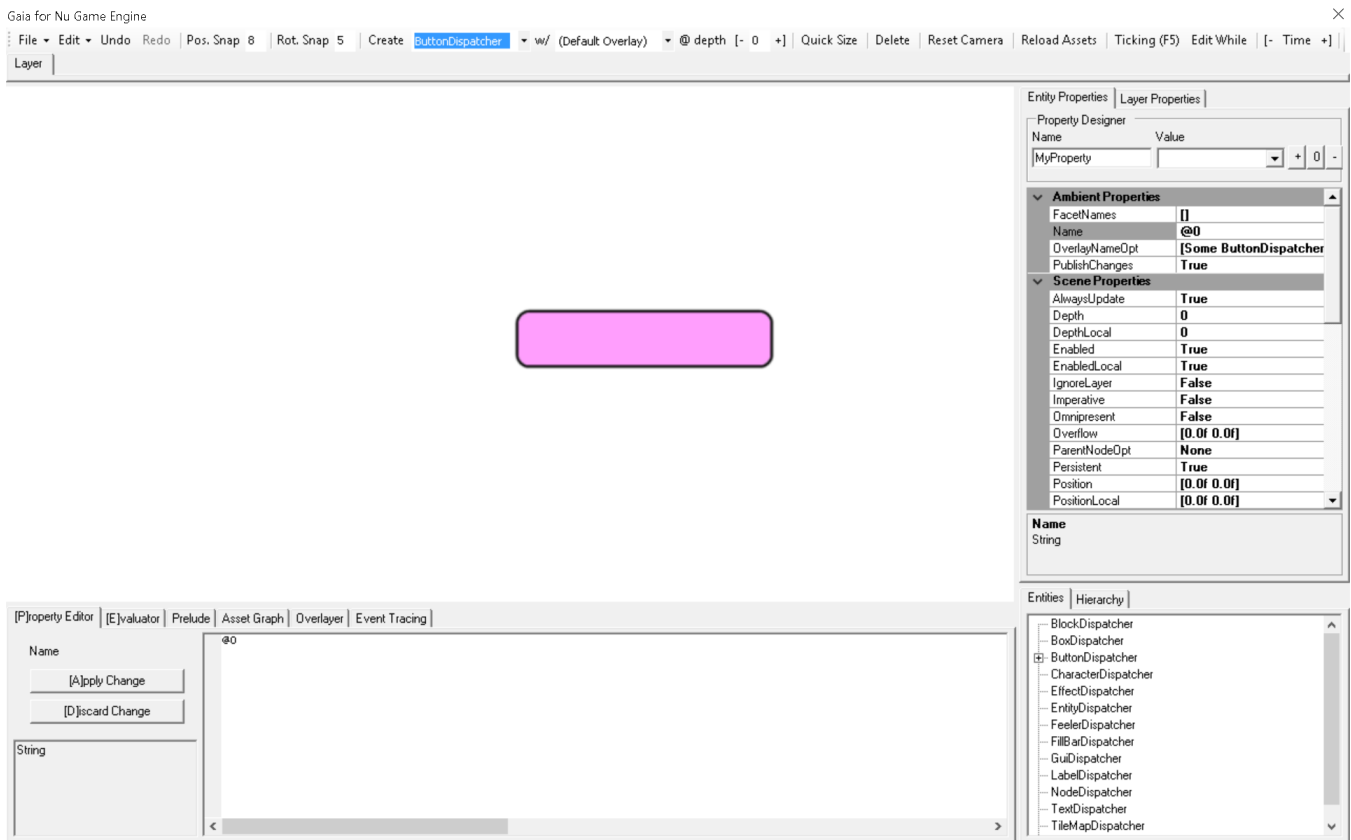 Gaia for Nu Game Engine
File Edit Undo Redo Pos. Snap 8 Rot. Snap 5 Create ButtonDispatcher w/ (Default Overlay) @ depth [- 0 +] Quick Size Delete Reset Camera Reload Assets Ticking (F5) Edit While [- Time +]
Layer
Entity Properties Layer Properties
Property Designer
Name Value
MyProperty + 0 -
Ambient Properties
FacetNames []
Name @0
OverlayNameOpt [Some ButtonDispatcher
PublishChanges True
Scene Properties
AlwaysUpdate True
Depth 0
DepthLocal 0
Enabled True
EnabledLocal True
IgnoreLayer False
Imperative False
Omnipresent False
Overflow [0.0f 0.0f]
ParentNodeOpt None
Persistent True
Position [0.0f 0.0f]
PositionLocal [0.0f 0.0f]
Name
String
[P]roperty Editor [E]valuator Prelude Asset Graph Overlayer Event Tracing
Name
[A]pply Change
[D]iscard Change
String
@0
Entities Hierarchy
BlockDispatcher
BoxDispatcher
ButtonDispatcher
CharacterDispatcher
EffectDispatcher
EntityDispatcher
FeelerDispatcher
FillBarDispatcher
GuiDispatcher
LabelDispatcher
NodeDispatcher
TextDispatcher
TileMapDispatcher